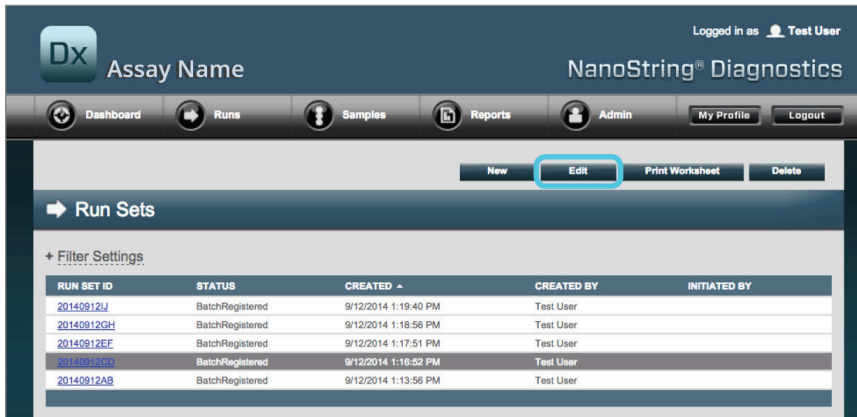 Logged in as Test User
Dx Assay Name NanoString® Diagnostics
Dashboard Runs Samples Reports Admin My Profile Logout
New Edit Print Worksheet Delete
Run Sets
+ Filter Settings
RUN SET ID STATUS CREATED CREATED BY INITIATED BY
20140912IJ BatchRegistered 9/12/2014 1:19:40 PM Test User
20140912GH BatchRegistered 9/12/2014 1:18:56 PM Test User
20140912EF BatchRegistered 9/12/2014 1:17:51 PM Test User
20140912CD BatchRegistered 9/12/2014 1:16:52 PM Test User
20140912AB BatchRegistered 9/12/2014 1:13:56 PM Test User